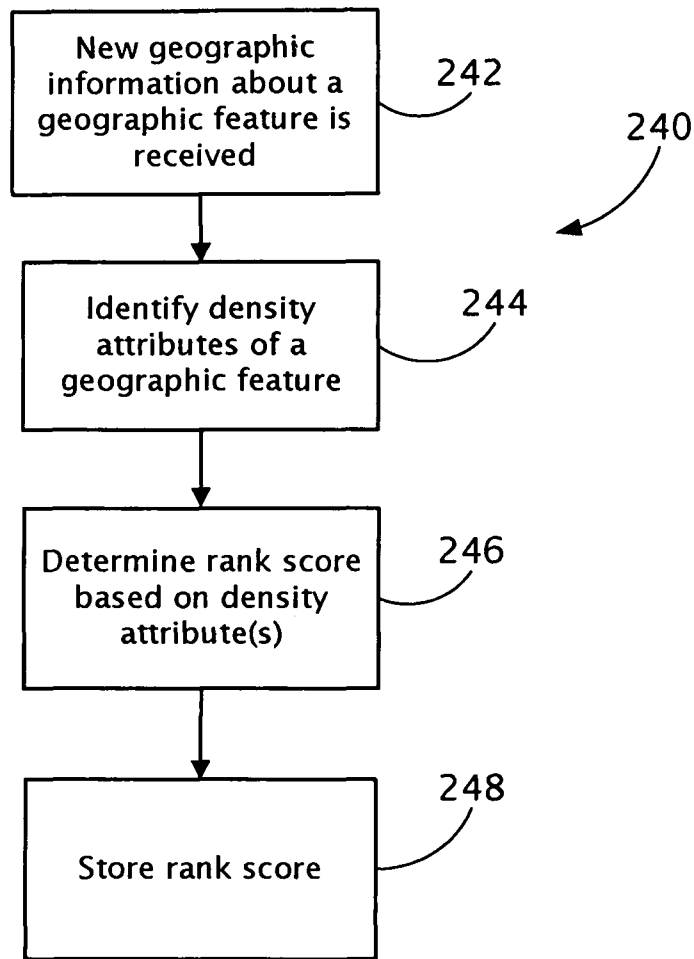 New geographic
information about a
geographic feature is
received
242
240
Identify density
attributes of a
geographic feature
244
Determine rank score
based on density
attribute(s)
246
Store rank score
248